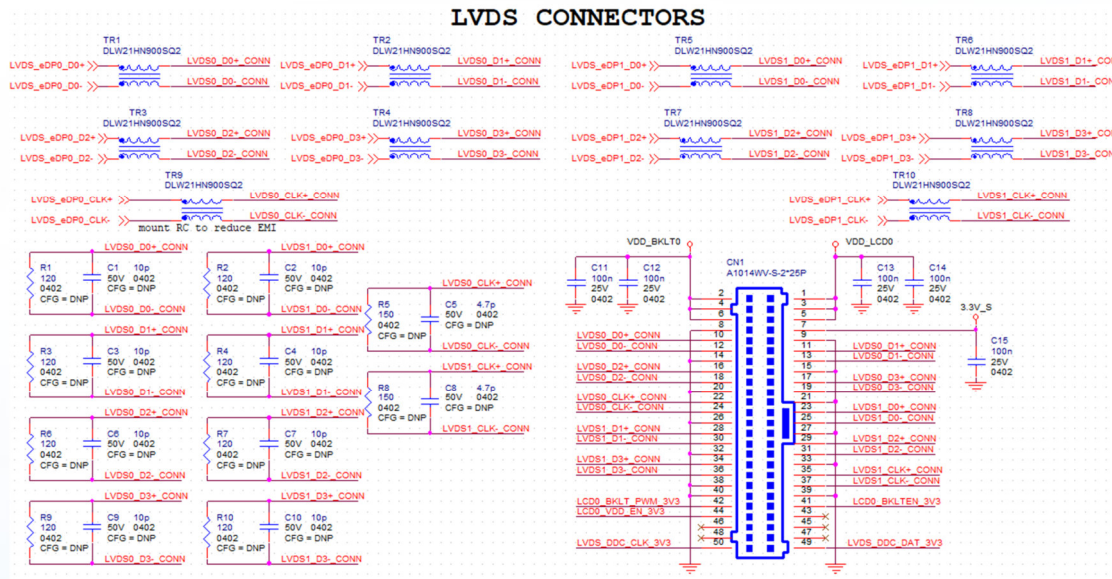 LVDS CONNECTORS
TR1
DLW21HN900SQ2
LVDS_eDP0_D0+
LVDS_eDP0_D0-
LVDS0_D0+_CONN
LVDS0_D0-_CONN
TR2
DLW21HN900SQ2
LVDS_eDP0_D1+
LVDS_eDP0_D1-
LVDS0_D1+_CONN
LVDS0_D1-_CONN
TR5
DLW21HN900SQ2
LVDS_eDP1_D0+
LVDS_eDP1_D0-
LVDS1_D0+_CONN
LVDS1_D0-_CONN
TR6
DLW21HN900SQ2
LVDS_eDP1_D1+
LVDS_eDP1_D1-
LVDS1_D1+_CO
LVDS1_D1-_CON
TR3
DLW21HN900SQ2
LVDS_eDP0_D2+
LVDS_eDP0_D2-
LVDS0_D2+_CONN
LVDS0_D2-_CONN
TR4
DLW21HN900SQ2
LVDS_eDP0_D3+
LVDS_eDP0_D3-
LVDS0_D3+_CONN
LVDS0_D3-_CONN
TR7
DLW21HN900SQ2
LVDS_eDP1_D2+
LVDS_eDP1_D2-
LVDS1_D2+_CONN
LVDS1_D2-_CONN
TR8
DLW21HN900SQ2
LVDS_eDP1_D3+
LVDS_eDP1_D3-
LVDS1_D3+_CO
LVDS1_D3-_CON
TR9
DLW21HN900SQ2
LVDS_eDP0_CLK+
LVDS_eDP0_CLK-
LVDS0_CLK+_CONN
LVDS0_CLK-_CONN
TR10
DLW21HN900SQ2
LVDS_eDP1_CLK+
LVDS_eDP1_CLK-
LVDS1_CLK+_CONN
LVDS1_CLK-_CONN
mount RC to reduce EMI
LVDS0_D0+_CONN
R1
120
0402
CFG = DNP
C1 10p
50V 0402
CFG = DNP
LVDS0_D0-_CONN
LVDS1_D0+_CONN
R2
120
0402
CFG = DNP
C2 10p
50V 0402
CFG = DNP
LVDS1_D0-_CONN
LVDS0_D1+_CONN
R3
120
0402
CFG = DNP
C3 10p
50V 0402
CFG = DNP
LVDS0_D1-_CONN
LVDS1_D1+_CONN
R4
120
0402
CFG = DNP
C4 10p
50V 0402
CFG = DNP
LVDS1_D1-_CONN
LVDS0_D2+_CONN
R6
120
0402
CFG = DNP
C6 10p
50V 0402
CFG = DNP
LVDS0_D2-_CONN
LVDS1_D2+_CONN
R7
120
0402
CFG = DNP
C7 10p
50V 0402
CFG = DNP
LVDS1_D2-_CONN
LVDS0_D3+_CONN
R9
120
0402
CFG = DNP
C9 10p
50V 0402
CFG = DNP
LVDS0_D3-_CONN
LVDS1_D3+_CONN
R10
120
0402
CFG = DNP
C10 10p
50V 0402
CFG = DNP
LVDS1_D3-_CONN
LVDS0_CLK+_CONN
R5
150
0402
CFG = DNP
C5 4.7p
50V 0402
CFG = DNP
LVDS0_CLK-_CONN
LVDS1_CLK+_CONN
R8
150
0402
CFG = DNP
C8 4.7p
50V 0402
CFG = DNP
LVDS1_CLK-_CONN
VDD_BKLT0
VDD_LCD0
C11
100n
25V
0402
C12
100n
25V
0402
CN1
A1014WV-S-2*25P
C13
100n
25V
0402
C14
100n
25V
0402
3.3V_S
C15
100n
25V
0402
2 1
4 3
6 5
8 7
10 9
LVDS0_D0+_CONN 12 11 LVDS0_D1+_CONN
LVDS0_D0-_CONN 14 13 LVDS0_D1-_CONN
16 15
LVDS0_D2+_CONN 18 17 LVDS0_D3+_CONN
LVDS0_D2-_CONN 20 19 LVDS0_D3-_CONN
22 21
LVDS0_CLK+_CONN 24 23 LVDS1_D0+_CONN
LVDS0_CLK-_CONN 26 25 LVDS1_D0-_CONN
28 27
LVDS1_D1+_CONN 30 29 LVDS1_D2+_CONN
LVDS1_D1-_CONN 32 31 LVDS1_D2-_CONN
34 33
LVDS1_D3+_CONN 36 35 LVDS1_CLK+_CONN
LVDS1_D3-_CONN 38 37 LVDS1_CLK-_CONN
40 39
LCD0_BKLT_PWM_3V3 42 41 LCD0_BKLTEN_3V3
LCD0_VDD_EN_3V3 44 43
46 45
48 47
LVDS_DDC_CLK_3V3 50 49 LVDS_DDC_DAT_3V3